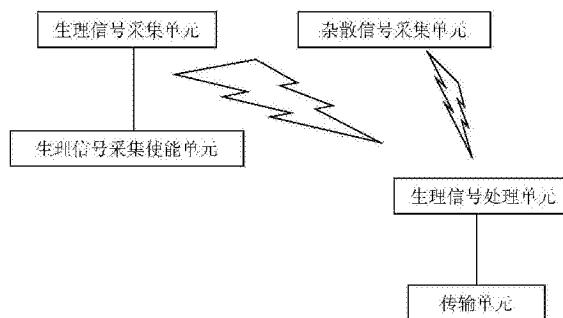 生理信号采集单元
杂散信号采集单元
生理信号采集使能单元
生理信号处理单元
传输单元